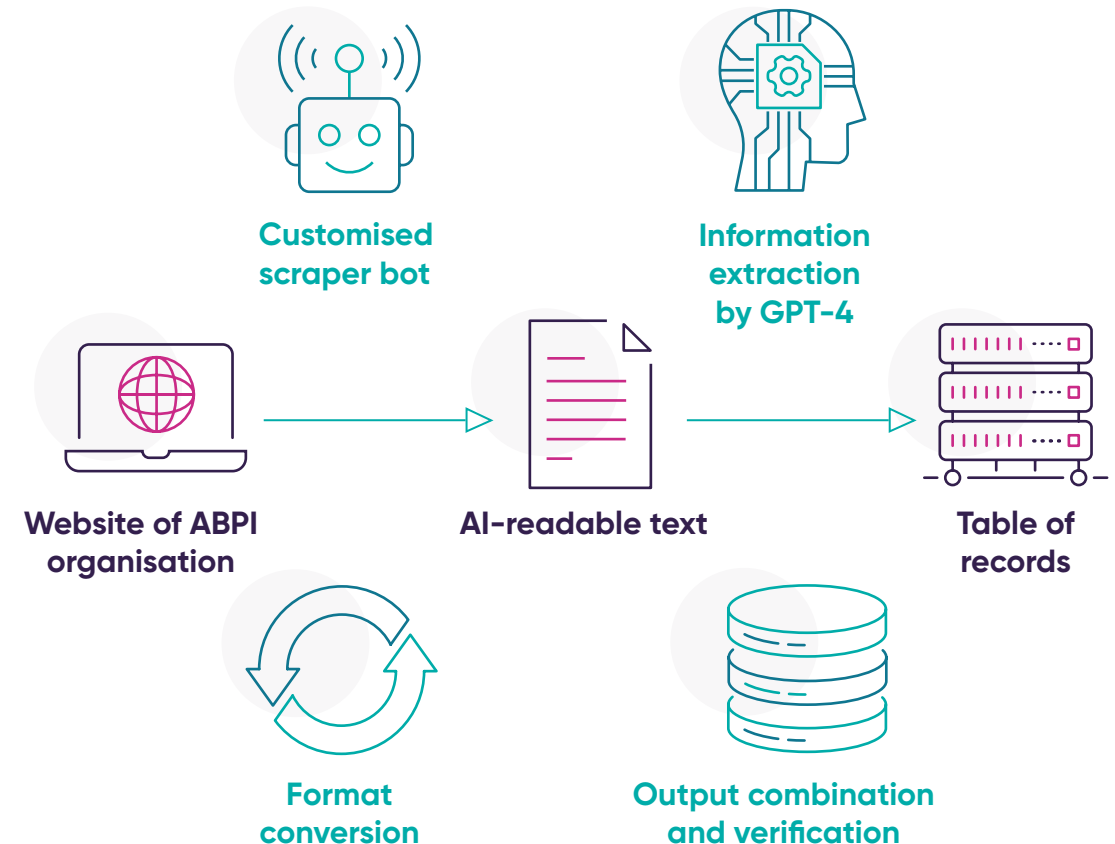 Customised
scraper bot
Information
extraction
by GPT-4
Website of ABPI
organisation
AI-readable text
Table of
records
Format
conversion
Output combination
and verification